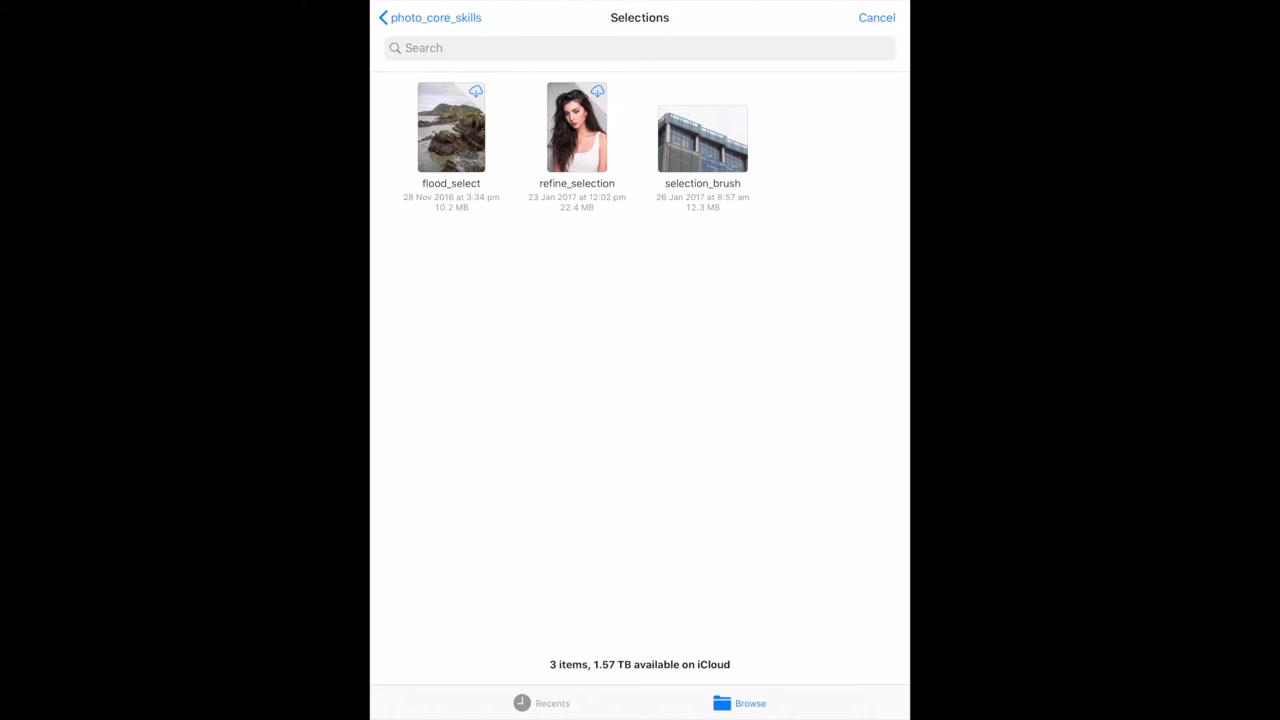 photo_core_skills
Selections
Cancel
Search
flood_select
28 Nov 2016 at 3:34 pm
10.2 MB
refine_selection
23 Jan 2017 at 12:02 pm
22.4 MB
selection_brush
26 Jan 2017 at 8:57 am
12.3 MB
3 items, 1.57 TB available on iCloud
Recents
Browse